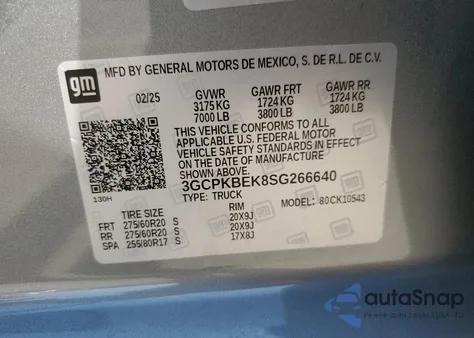 gm
MFD BY GENERAL MOTORS DE MEXICO, S. DE R.L. DE C.V.
02/25 GVWR GAWR FRT GAWR RR
3175 KG 1724 KG 1724 KG
7000 LB 3800 LB 3800 LB
THIS VEHICLE CONFORMS TO ALL
APPLICABLE U.S. FEDERAL MOTOR
VEHICLE SAFETY STANDARDS IN EFFECT
ON THE DATE OF MANUFACTURE SHOWN ABOVE.
3GCPKBEK8SG266640
TYPE: TRUCK MODEL: 80 CK10543
130H
TIRE SIZE RIM
FRT 275/60R20 S 20X9J
RR 275/60R20 S 20X9J
SPA 255/80R17 S 17X8J
autoSnap